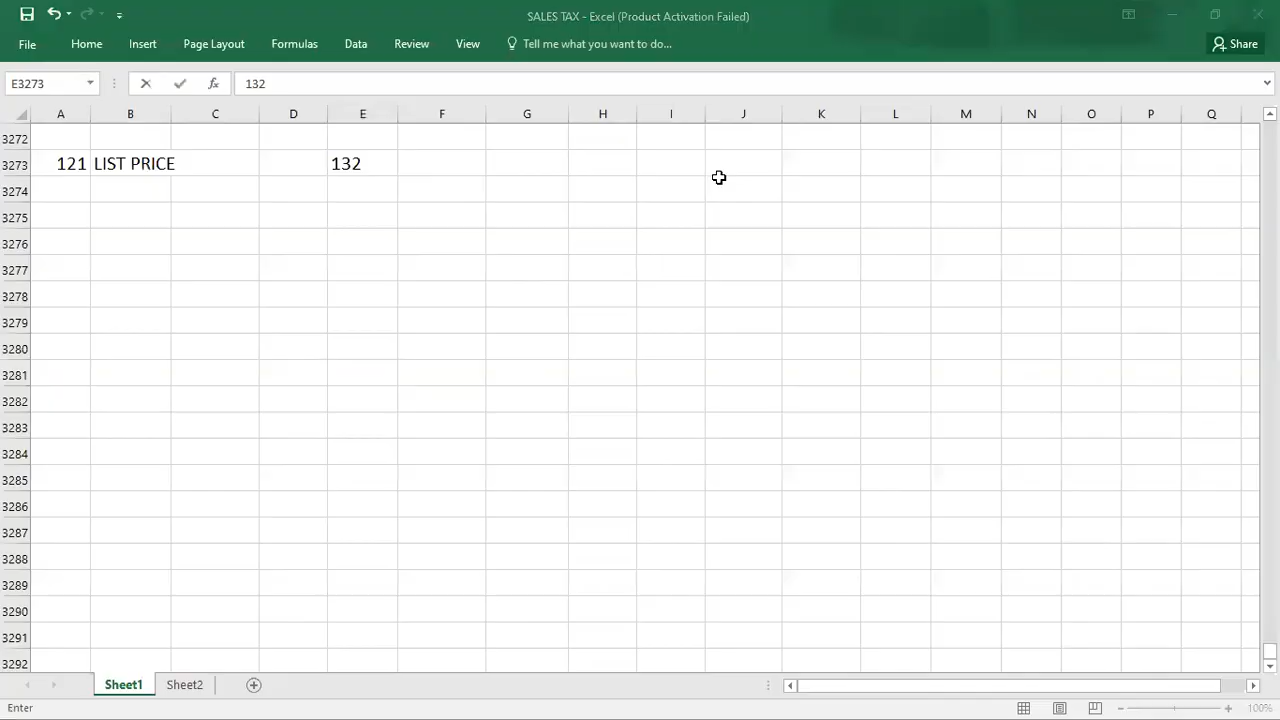 SALES TAX - Excel (Product Activation Failed)
File Home Insert Page Layout Formulas Data Review View Tell me what you want to do... Share
E3273 fx 132
A B C D E F G H I J K L M N O P Q
3272
3273 121 LIST PRICE 132
3274
3275
3276
3277
3278
3279
3280
3281
3282
3283
3284
3285
3286
3287
3288
3289
3290
3291
3292
Sheet1 Sheet2
Enter 100%